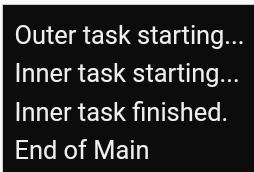 Outer task starting...
Inner task starting...
Inner task finished.
End of Main